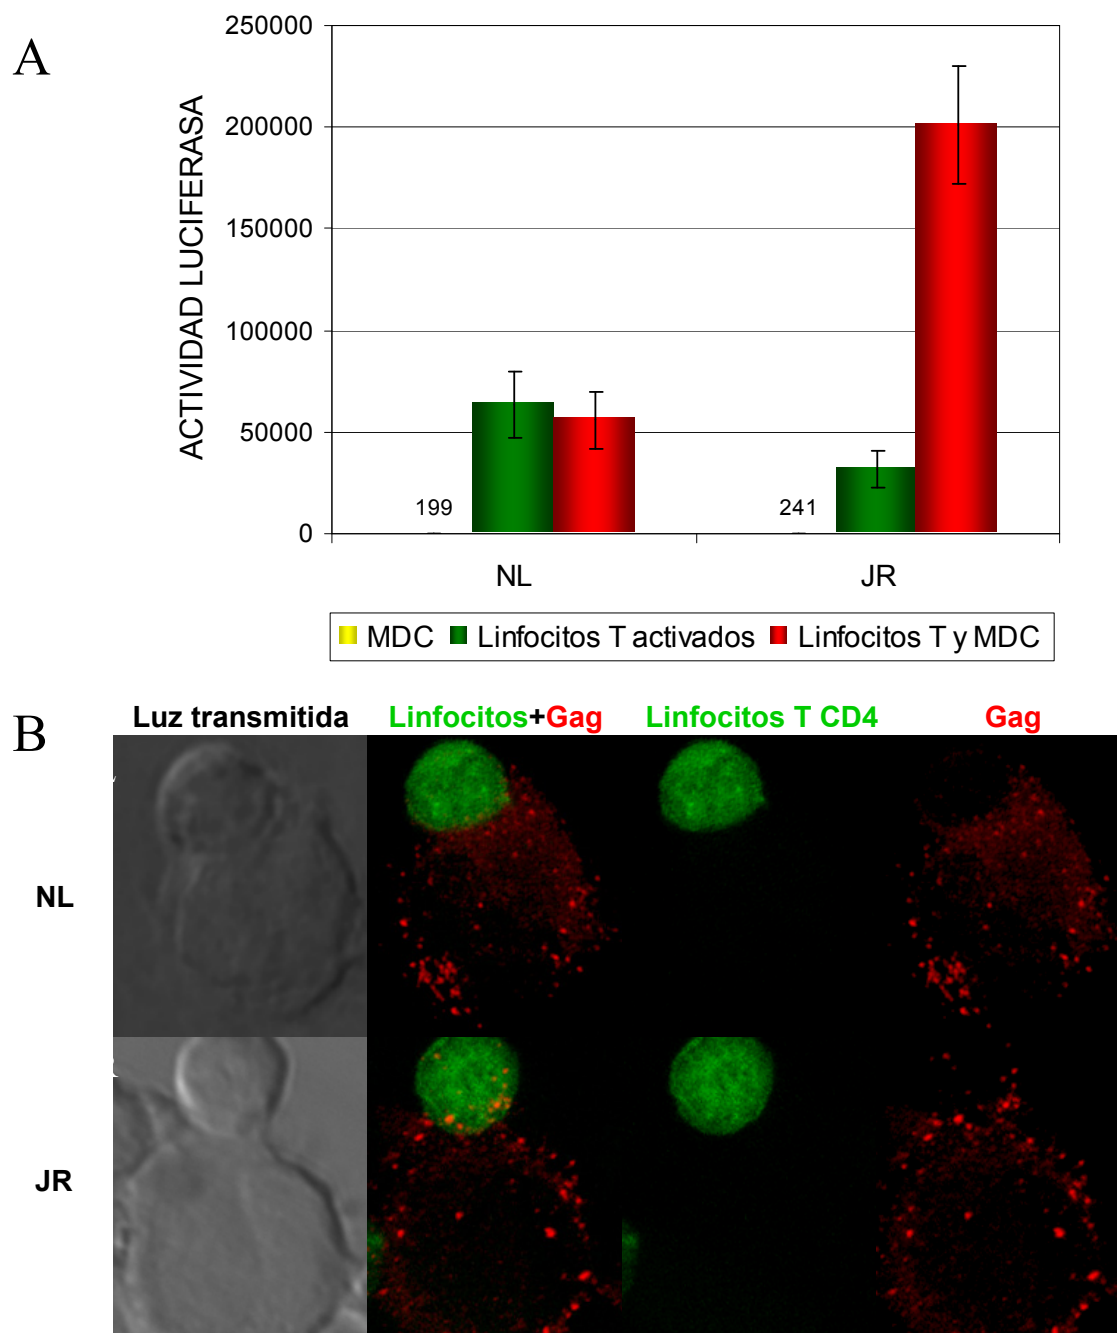 A
250000
200000
150000
100000
50000
0
ACTIVIDAD LUCIFERASA
199
241
NL
JR
MDC
Linfocitos T activados
Linfocitos T y MDC
B
Luz transmitida
Linfocitos+Gag
Linfocitos T CD4
Gag
NL
JR